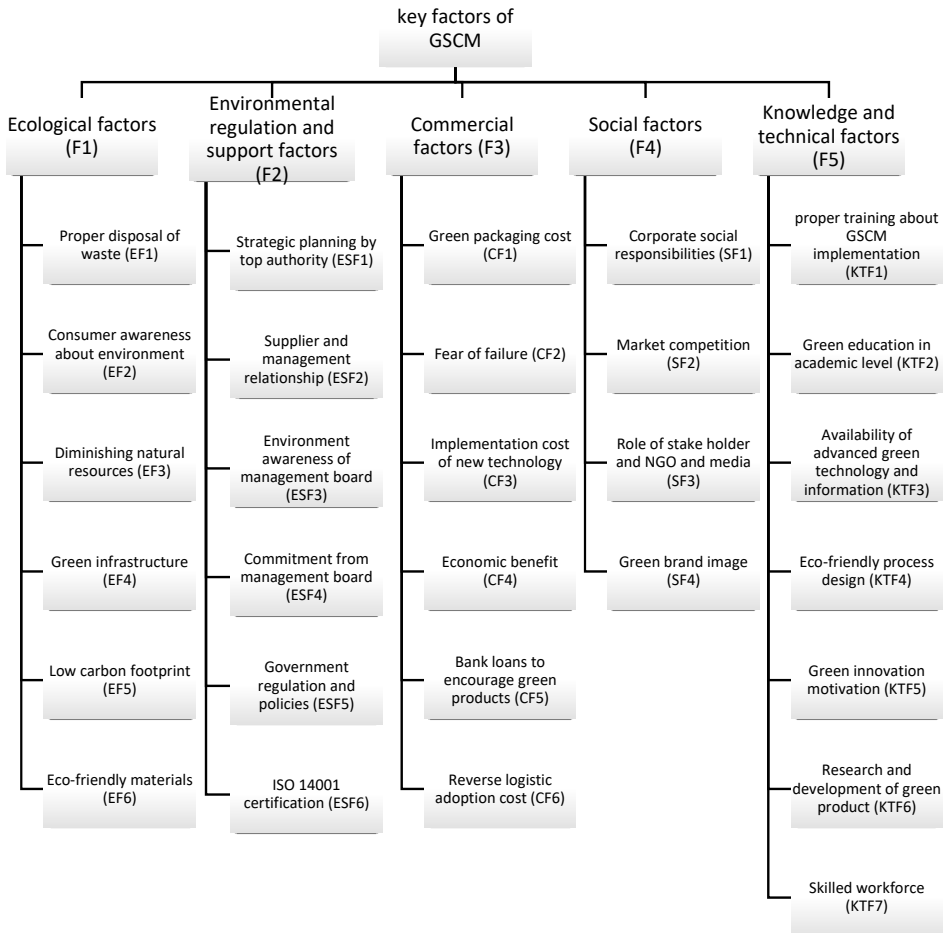 key factors of
GSCM
Ecological factors
(F1)
Environmental
regulation and
support factors
(F2)
Commercial
factors (F3)
Social factors
(F4)
Knowledge and
technical factors
(F5)
Proper disposal of
waste (EF1)
Consumer awareness
about environment
(EF2)
Diminishing natural
resources (EF3)
Green infrastructure
(EF4)
Low carbon footprint
(EF5)
Eco-friendly materials
(EF6)
Strategic planning by
top authority (ESF1)
Supplier and
management
relationship (ESF2)
Environment
awareness of
management board
(ESF3)
Commitment from
management board
(ESF4)
Government
regulation and
policies (ESF5)
ISO 14001
certification (ESF6)
Green packaging cost
(CF1)
Fear of failure (CF2)
Implementation cost
of new technology
(CF3)
Economic benefit
(CF4)
Bank loans to
encourage green
products (CF5)
Reverse logistic
adoption cost (CF6)
Corporate social
responsibilities (SF1)
Market competition
(SF2)
Role of stake holder
and NGO and media
(SF3)
Green brand image
(SF4)
proper training about
GSCM
implementation
(KTF1)
Green education in
academic level (KTF2)
Availability of
advanced green
technology and
information (KTF3)
Eco-friendly process
design (KTF4)
Green innovation
motivation (KTF5)
Research and
development of green
product (KTF6)
Skilled workforce
(KTF7)